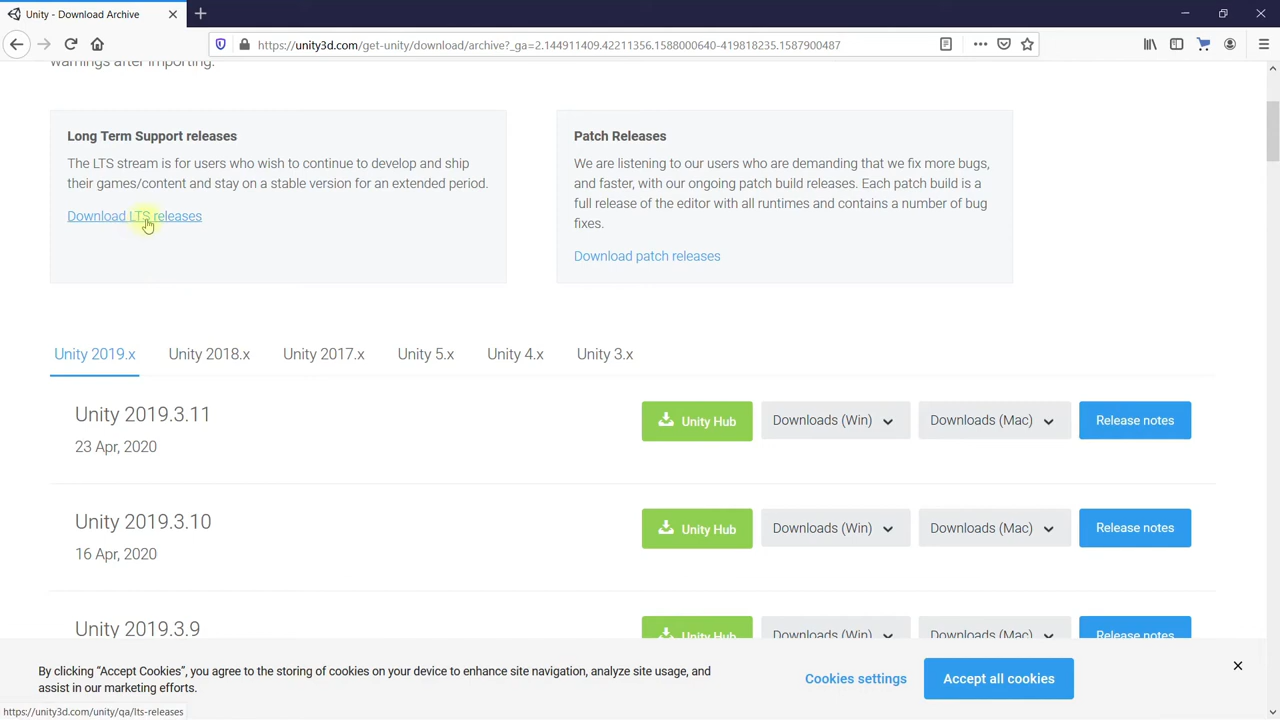 Unity - Download Archive
https://unity3d.com/get-unity/download/archive?_ga=2.144911409.42211356.1588000640-419818235.1587900487
warnings after importing.
Long Term Support releases
The LTS stream is for users who wish to continue to develop and ship
their games/content and stay on a stable version for an extended period.
Download LTS releases
Patch Releases
We are listening to our users who are demanding that we fix more bugs,
and faster, with our ongoing patch build releases. Each patch build is a
full release of the editor with all runtimes and contains a number of bug
fixes.
Download patch releases
Unity 2019.x Unity 2018.x Unity 2017.x Unity 5.x Unity 4.x Unity 3.x
Unity 2019.3.11
23 Apr, 2020
Unity Hub Downloads (Win) Downloads (Mac) Release notes
Unity 2019.3.10
16 Apr, 2020
Unity Hub Downloads (Win) Downloads (Mac) Release notes
Unity 2019.3.9
Unity Hub Downloads (Win) Downloads (Mac) Release notes
By clicking “Accept Cookies”, you agree to the storing of cookies on your device to enhance site navigation, analyze site usage, and
assist in our marketing efforts.
Cookies settings Accept all cookies
https://unity3d.com/unity/qa/lts-releases